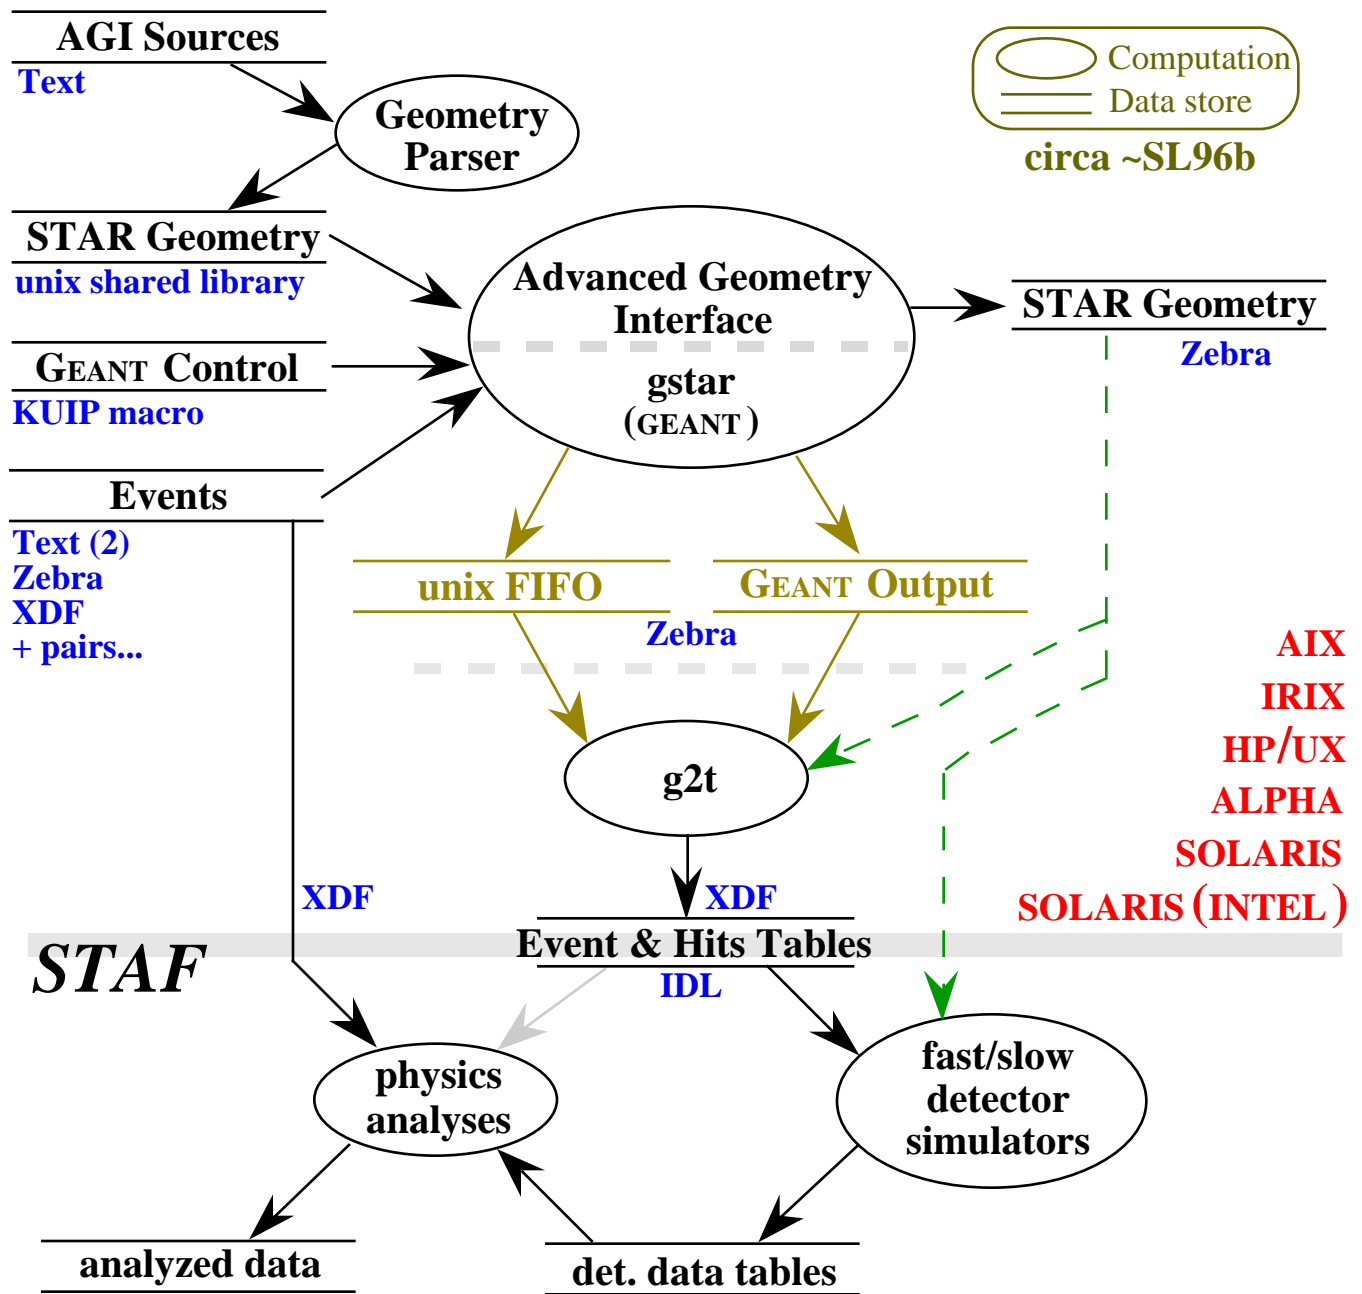 AGI Sources
Text
Computation
Data store
circa ~SL96b
Geometry
Parser
STAR Geometry
unix shared library
Advanced Geometry
Interface
gstar
(GEANT)
STAR Geometry
Zebra
GEANT Control
KUIP macro
Events
Text (2)
Zebra
XDF
+ pairs...
unix FIFO
GEANT Output
Zebra
AIX
IRIX
HP/UX
ALPHA
SOLARIS
SOLARIS (INTEL)
g2t
XDF
XDF
Event & Hits Tables
STAF
IDL
physics
analyses
fast/slow
detector
simulators
analyzed data
det. data tables